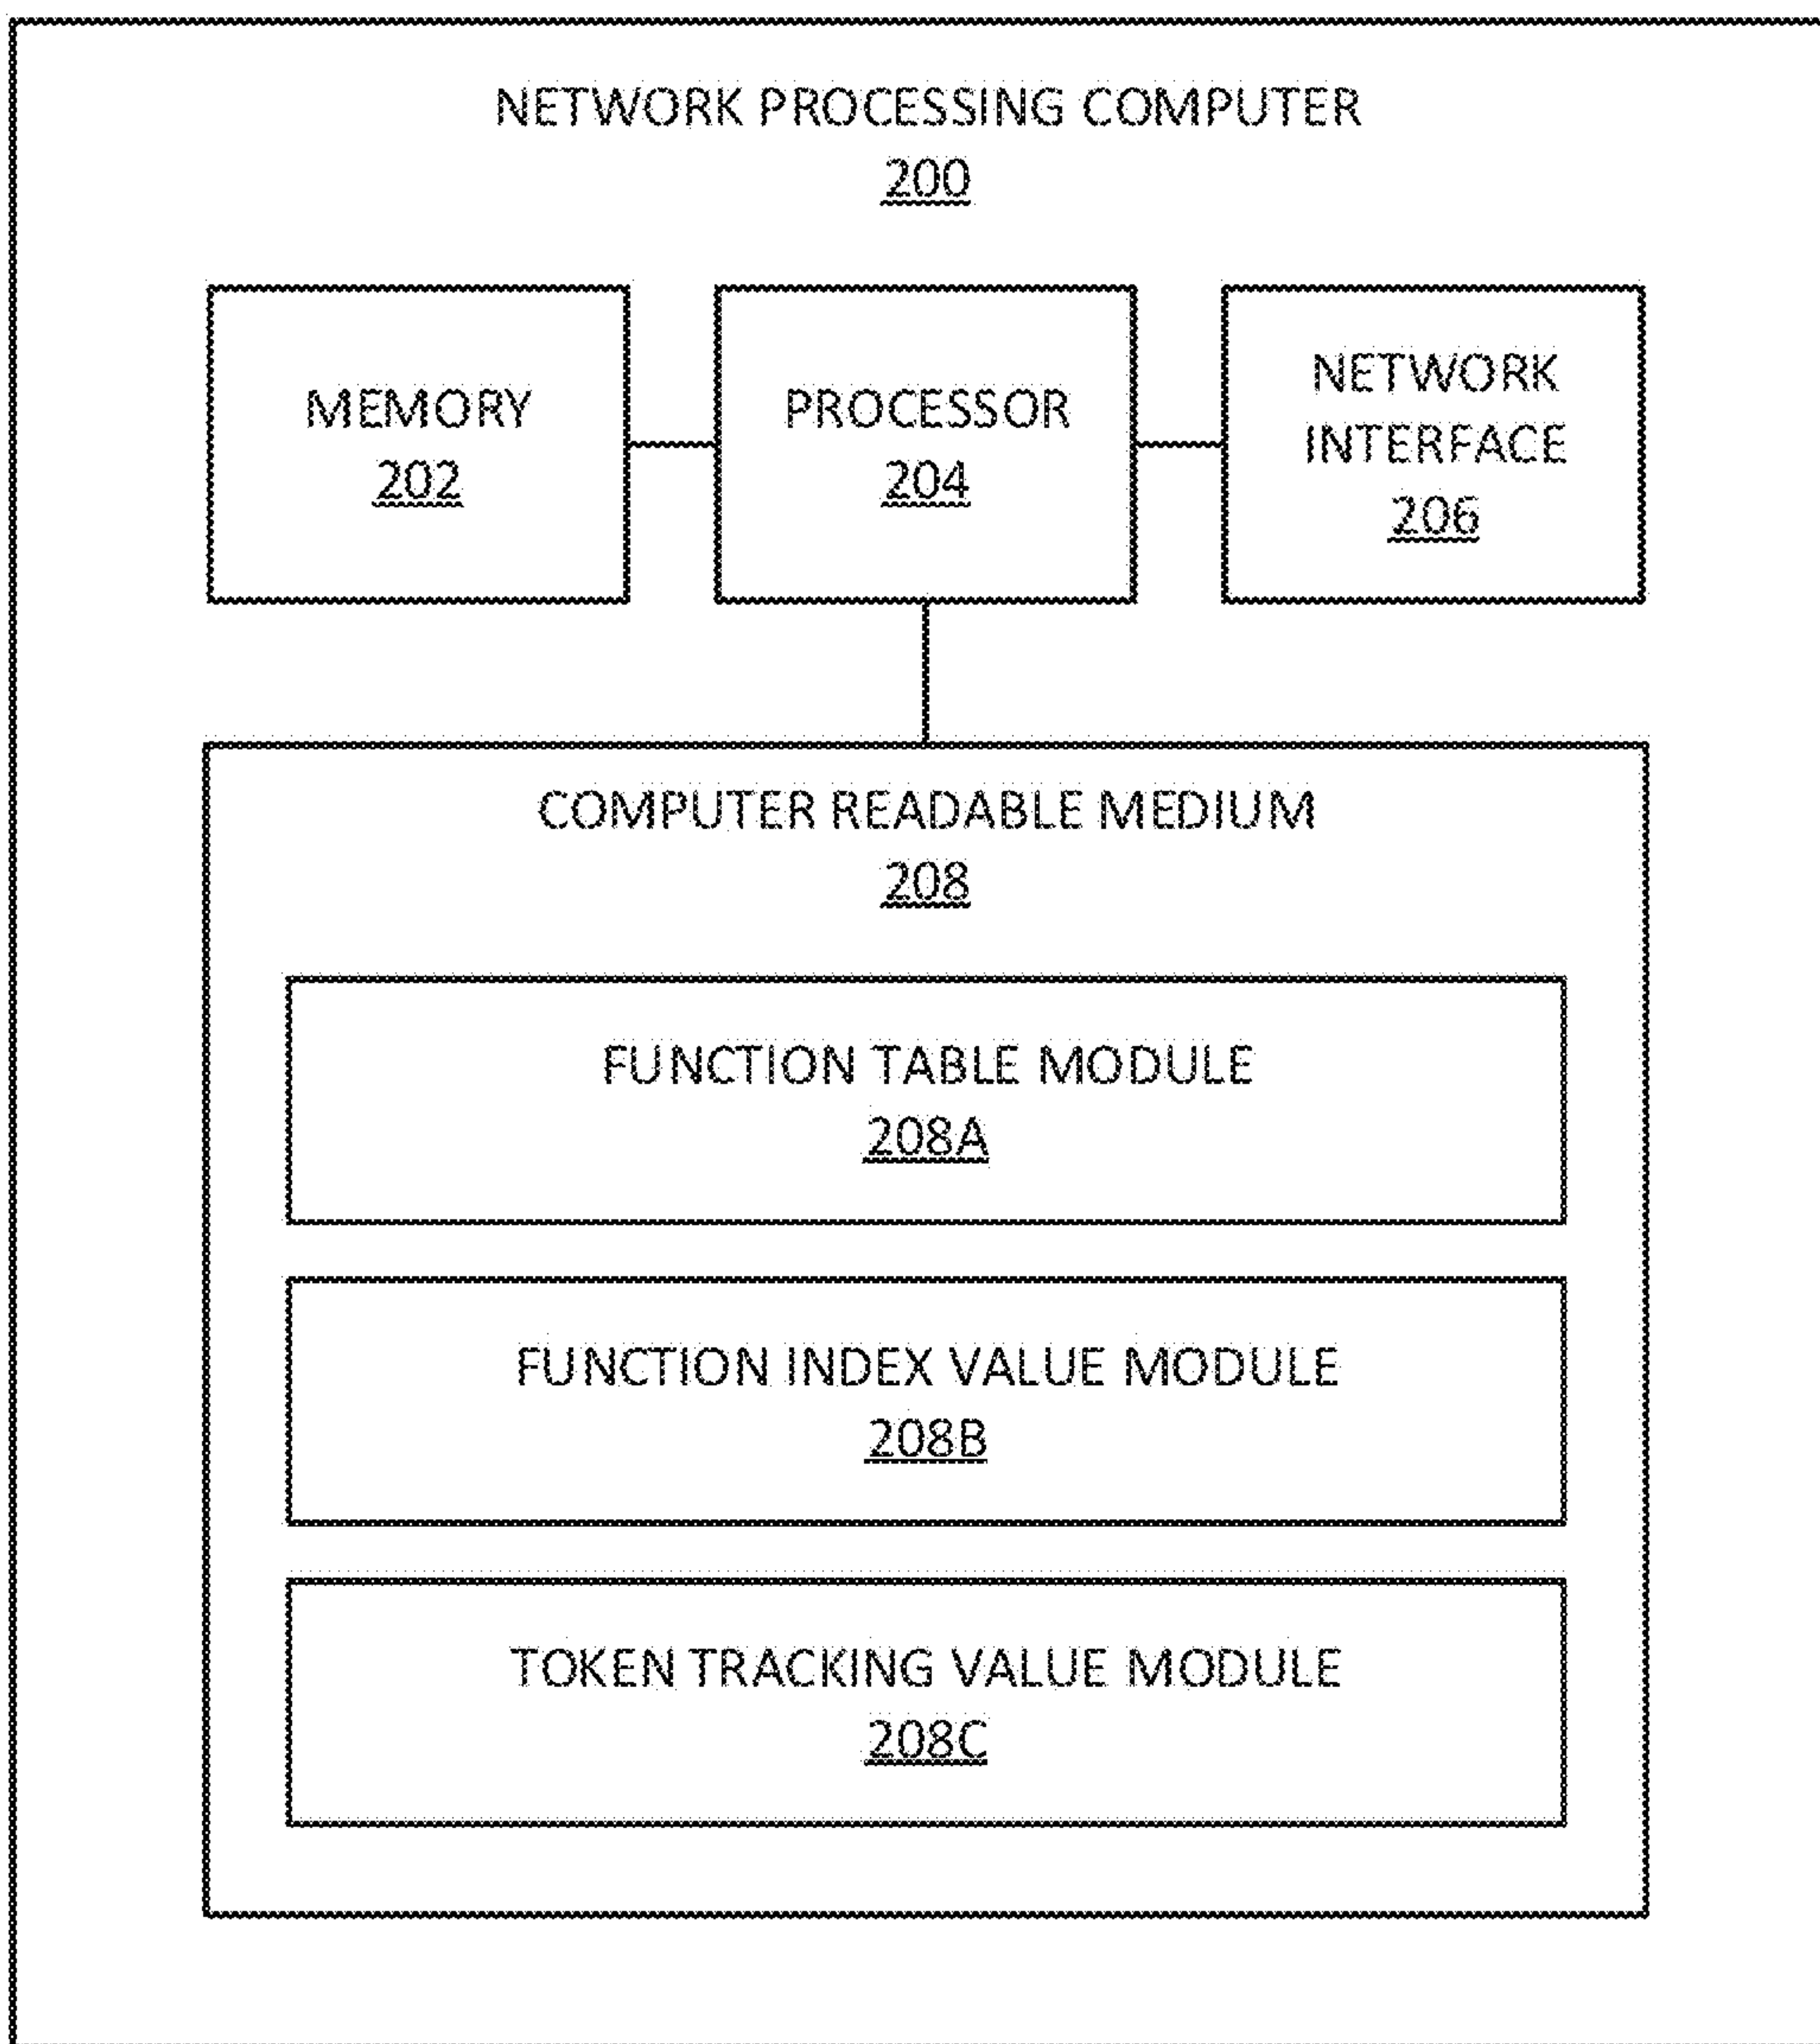 NETWORK PROCESSING COMPUTER
200
MEMORY
202
PROCESSOR
204
NETWORK
INTERFACE
206
COMPUTER READABLE MEDIUM
208
FUNCTION TABLE MODULE
208A
FUNCTION INDEX VALUE MODULE
208B
TOKEN TRACKING VALUE MODULE
208C